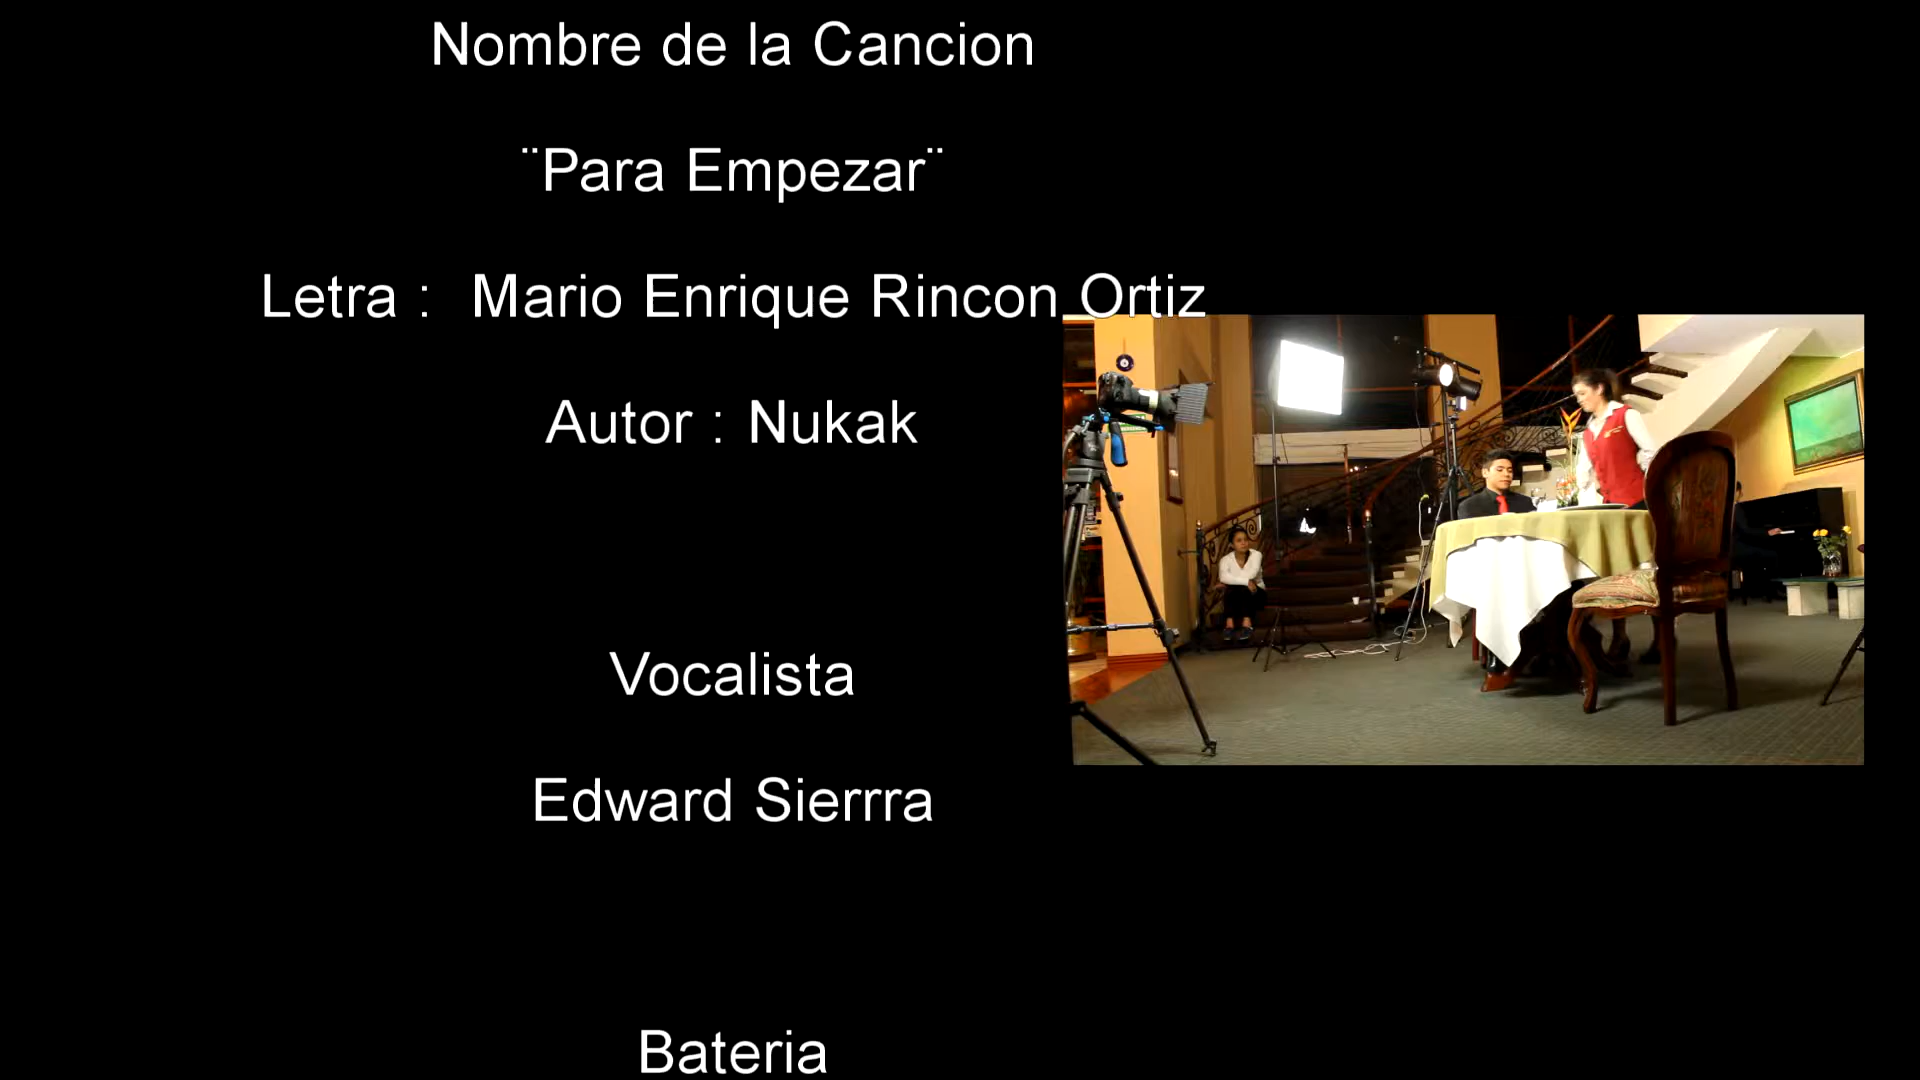 Nombre de la Cancion
¨Para Empezar¨
Letra : Mario Enrique Rincon Ortiz
Autor : Nukak
Vocalista
Edward Sierrra
Bateria